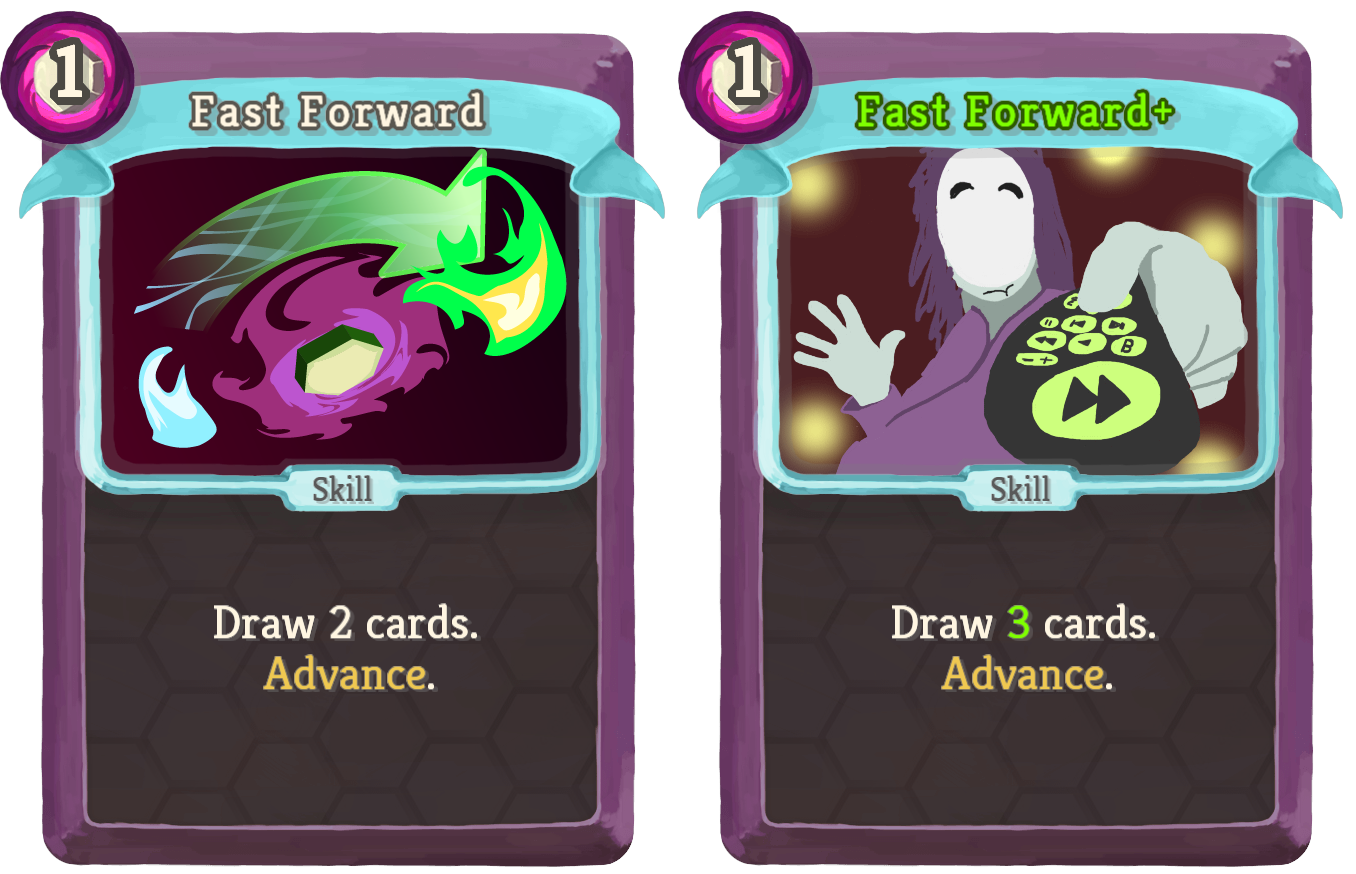 1
Fast Forward
Skill
Draw 2 cards.
Advance.
1
Fast Forward+
B
Skill
Draw 3 cards.
Advance.